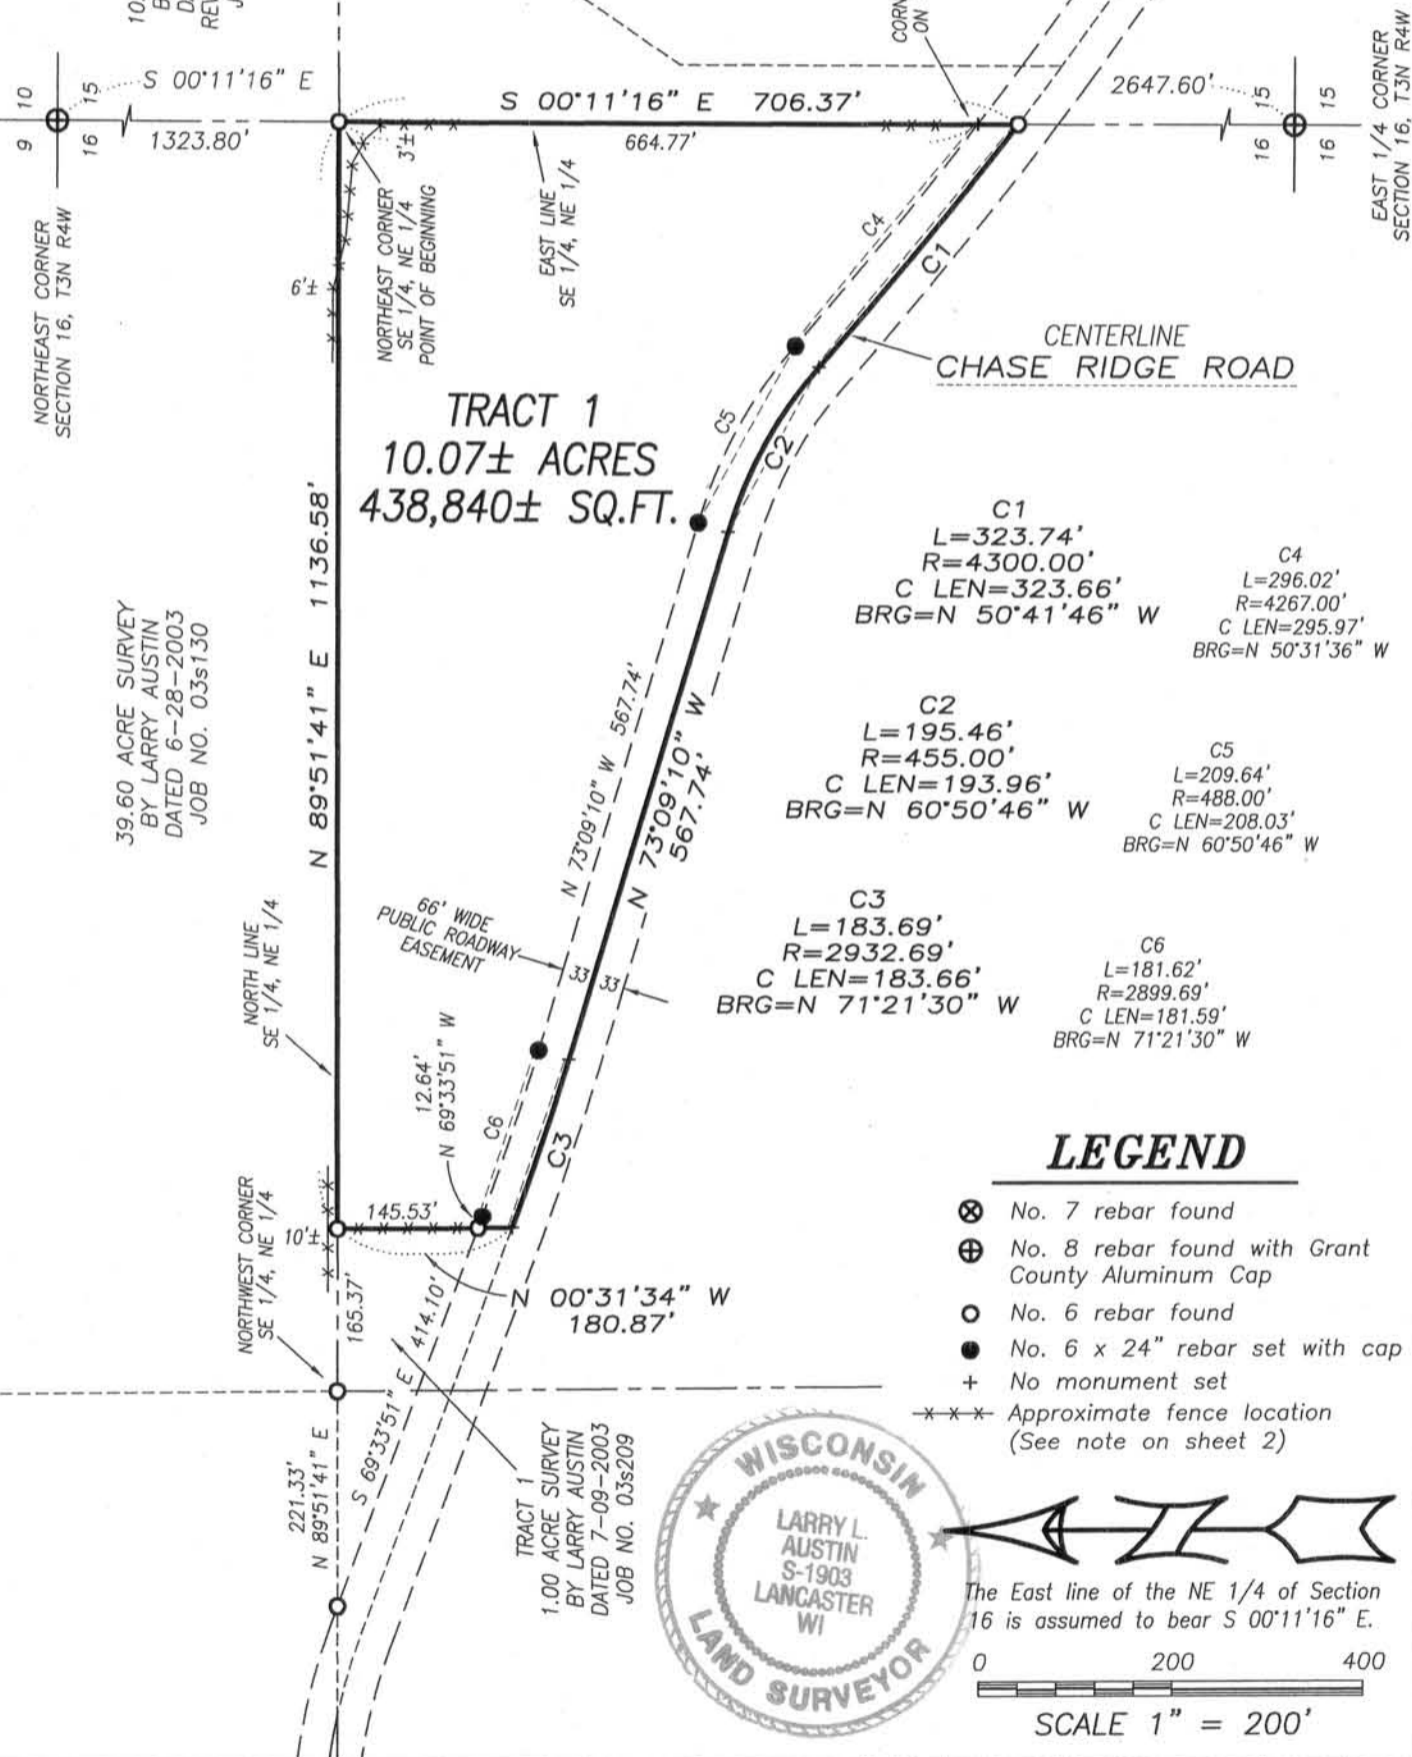 10.
B
D
REV
J
CORN
ON
9 10
16 15
S 00°11'16" E
1323.80'
S 00°11'16" E 706.37'
664.77'
2647.60'
15 15
16 16
EAST 1/4 CORNER
SECTION 16, T3N R4W
NORTHEAST CORNER
SECTION 16, T3N R4W
3'±
6'±
NORTHEAST CORNER
SE 1/4, NE 1/4
POINT OF BEGINNING
EAST LINE
SE 1/4, NE 1/4
C4
C1
CENTERLINE
CHASE RIDGE ROAD
C5
C2
TRACT 1
10.07± ACRES
438,840± SQ.FT.
N 89°51'41" E 1136.58'
39.60 ACRE SURVEY
BY LARRY AUSTIN
DATED 6-28-2003
JOB NO. 03s130
C1
L=323.74'
R=4300.00'
C LEN=323.66'
BRG=N 50°41'46" W
C4
L=296.02'
R=4267.00'
C LEN=295.97'
BRG=N 50°31'36" W
C2
L=195.46'
R=455.00'
C LEN=193.96'
BRG=N 60°50'46" W
C5
L=209.64'
R=488.00'
C LEN=208.03'
BRG=N 60°50'46" W
C3
L=183.69'
R=2932.69'
C LEN=183.66'
BRG=N 71°21'30" W
C6
L=181.62'
R=2899.69'
C LEN=181.59'
BRG=N 71°21'30" W
N 73°09'10" W 567.74'
N 73°09'10" W
567.74'
66' WIDE
PUBLIC ROADWAY
EASEMENT
33 33
NORTH LINE
SE 1/4, NE 1/4
12.64'
N 69°33'51" W
C6
C3
NORTHWEST CORNER
SE 1/4, NE 1/4
10'±
145.53'
165.37'
N 00°31'34" W
180.87'
S 69°33'51" E 414.10'
221.33'
N 89°51'41" E
TRACT 1
1.00 ACRE SURVEY
BY LARRY AUSTIN
DATED 7-09-2003
JOB NO. 03s209
LEGEND
No. 7 rebar found
No. 8 rebar found with Grant
County Aluminum Cap
No. 6 rebar found
No. 6 x 24" rebar set with cap
No monument set
Approximate fence location
(See note on sheet 2)
WISCONSIN
LARRY L.
AUSTIN
S-1903
LANCASTER
WI
LAND SURVEYOR
N
The East line of the NE 1/4 of Section
16 is assumed to bear S 00°11'16" E.
0 200 400
SCALE 1" = 200'